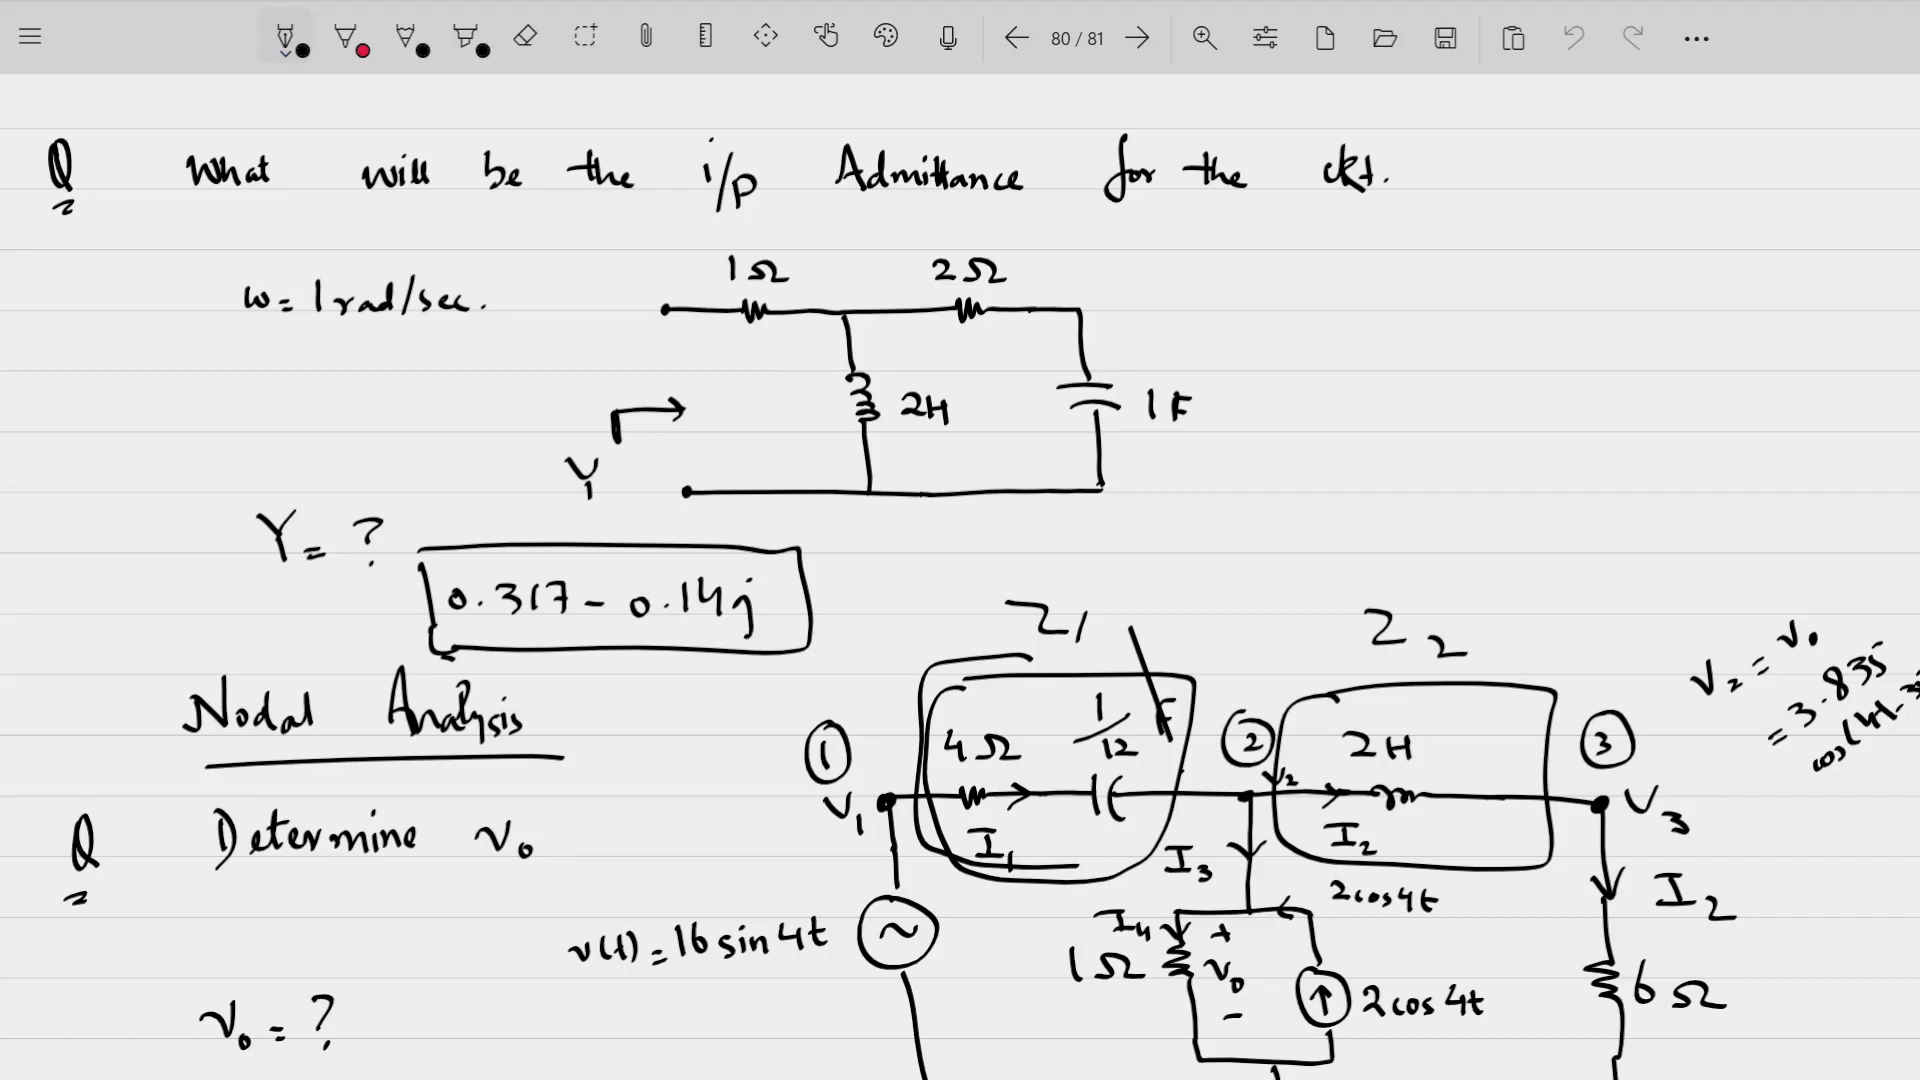 80 / 81
Q What will be the i/p Admittance for the ckt.
ω = 1 rad/sec.
1Ω 2Ω
2H 1F
Y
Y = ?
0.317 - 0.14j
Z1 Z2
V2 = V0
= 3.835
Nodal Analysis
1 4Ω 1/12 F 2 2H 3
V1 I1 V2 I2 V3
Q Determine v0
I3 2cos4t I2
v(t) = 16 sin 4t
I4 + v0 -
1Ω 2 cos 4t 6Ω
v0 = ?